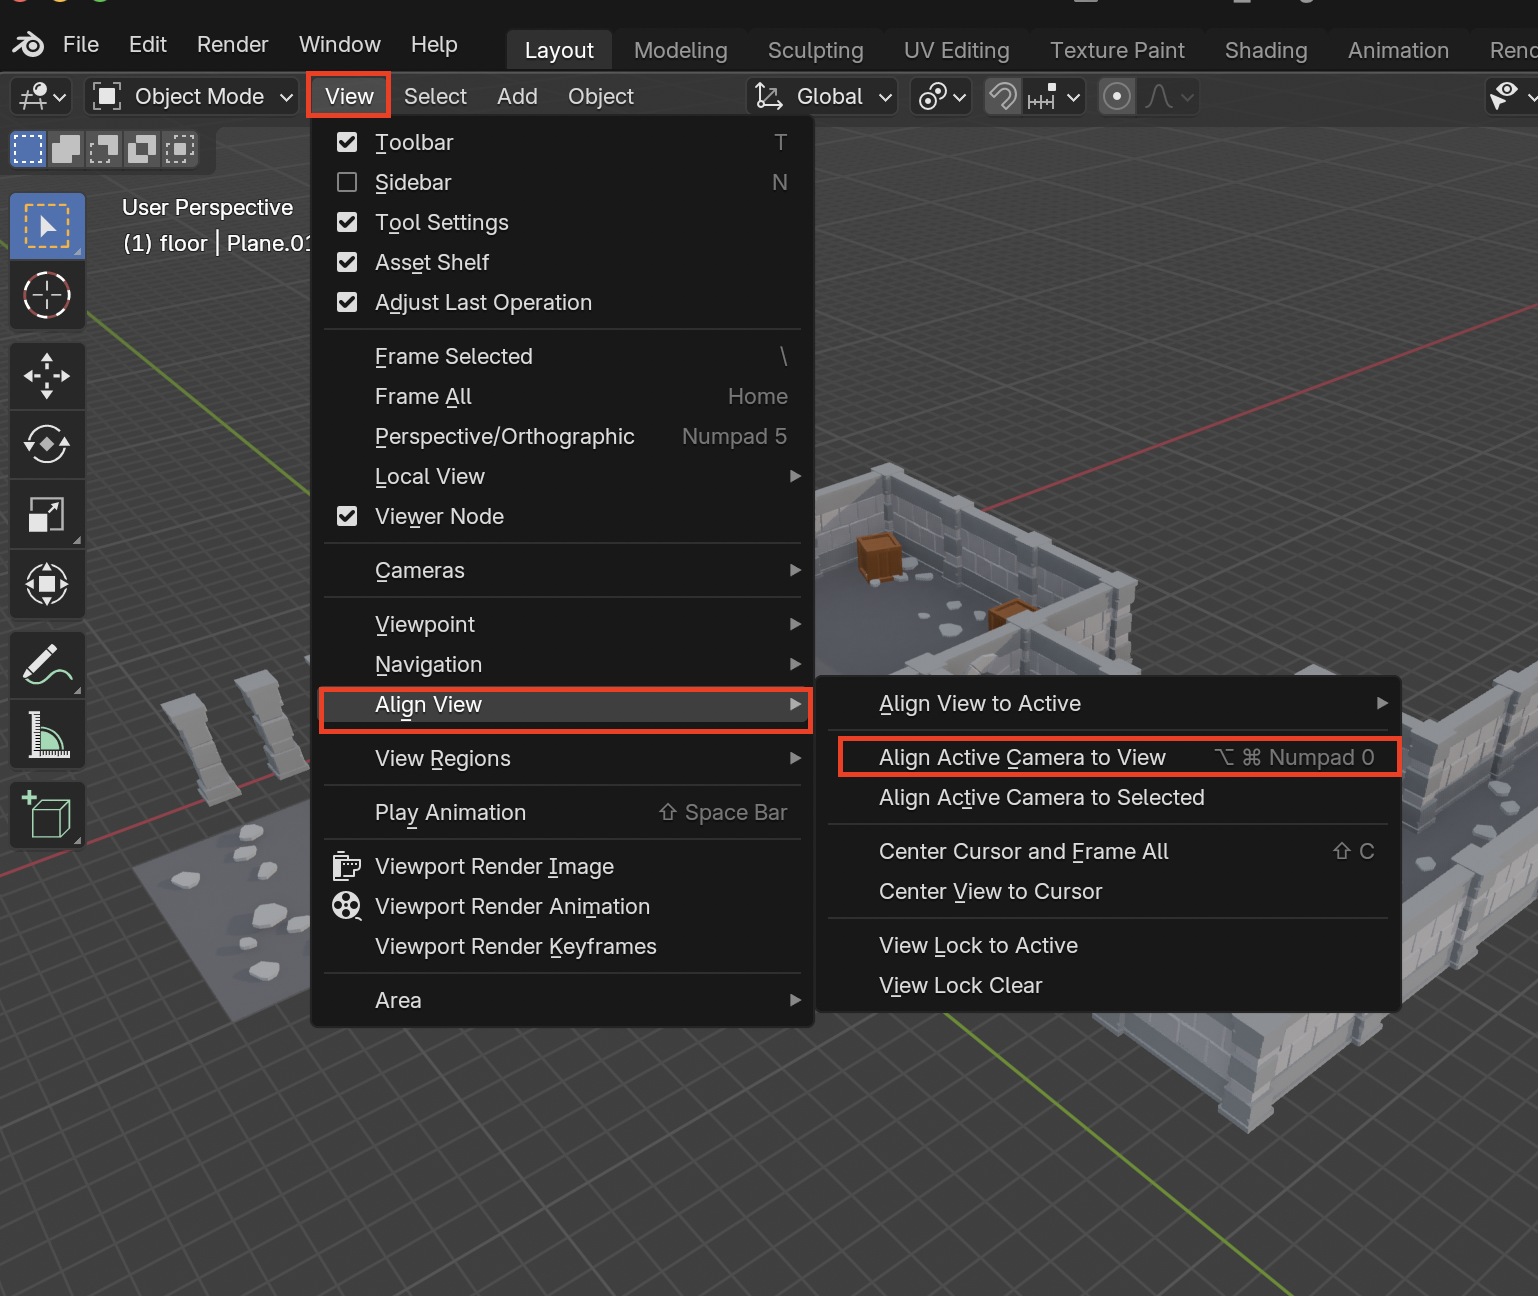 File Edit Render Window Help Layout Modeling Sculpting UV Editing Texture Paint Shading Animation
Object Mode View Select Add Object Global
User Perspective
(1) floor | Plane.01
Toolbar T
Sidebar N
Tool Settings
Asset Shelf
Adjust Last Operation
Frame Selected \
Frame All Home
Perspective/Orthographic Numpad 5
Local View
Viewer Node
Cameras
Viewpoint
Navigation
Align View
View Regions
Play Animation ⇧ Space Bar
Viewport Render Image
Viewport Render Animation
Viewport Render Keyframes
Area
Align View to Active
Align Active Camera to View ⌥ ⌘ Numpad 0
Align Active Camera to Selected
Center Cursor and Frame All ⇧ C
Center View to Cursor
View Lock to Active
View Lock Clear